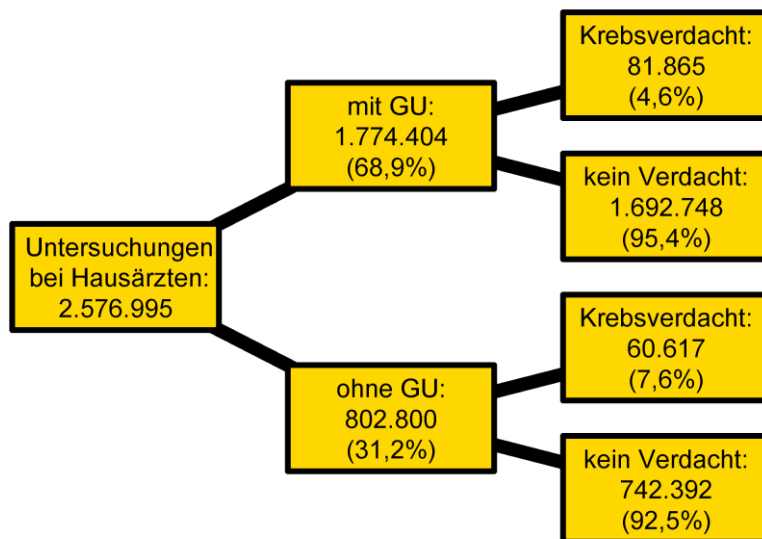 Untersuchungen
bei Hausärzten:
2.576.995
mit GU:
1.774.404
(68,9%)
Krebsverdacht:
81.865
(4,6%)
kein Verdacht:
1.692.748
(95,4%)
ohne GU:
802.800
(31,2%)
Krebsverdacht:
60.617
(7,6%)
kein Verdacht:
742.392
(92,5%)